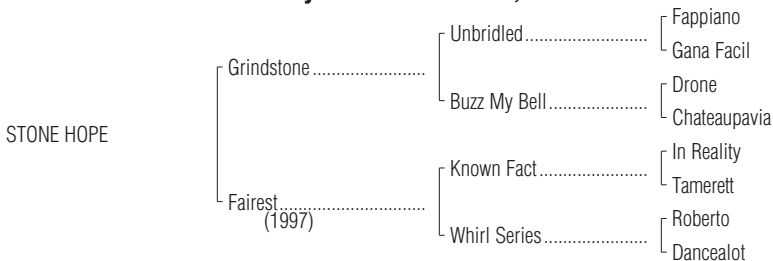 Fappiano
Unbridled
Gana Facil
Grindstone
Drone
Buzz My Bell
Chateaupavia
STONE HOPE
In Reality
Known Fact
Tamerett
Fairest
(1997)
Roberto
Whirl Series
Dancealot